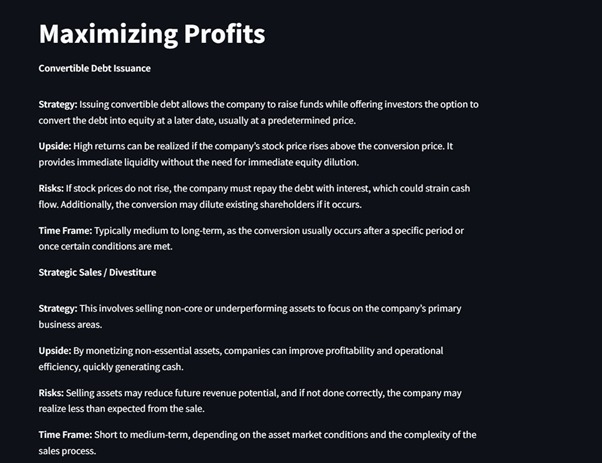 Maximizing Profits
Convertible Debt Issuance
Strategy: Issuing convertible debt allows the company to raise funds while offering investors the option to
convert the debt into equity at a later date, usually at a predetermined price.
Upside: High returns can be realized if the company's stock price rises above the conversion price. It
provides immediate liquidity without the need for immediate equity dilution.
Risks: If stock prices do not rise, the company must repay the debt with interest, which could strain cash
flow. Additionally, the conversion may dilute existing shareholders if it occurs.
Time Frame: Typically medium to long-term, as the conversion usually occurs after a specific period or
once certain conditions are met.
Strategic Sales / Divestiture
Strategy: This involves selling non-core or underperforming assets to focus on the company's primary
business areas.
Upside: By monetizing non-essential assets, companies can improve profitability and operational
efficiency, quickly generating cash.
Risks: Selling assets may reduce future revenue potential, and if not done correctly, the company may
realize less than expected from the sale.
Time Frame: Short to medium-term, depending on the asset market conditions and the complexity of the
sales process.